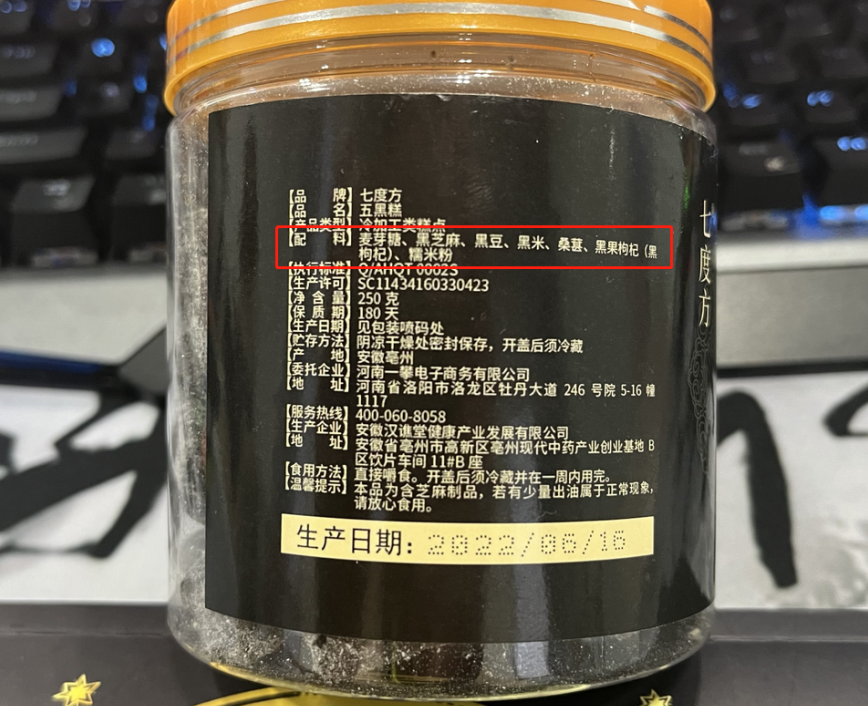 【品 牌】七度方
【品 名】五黑糕
【产品类型】冷加工类糕点
【配 料】麦芽糖、黑芝麻、黑豆、黑米、桑葚、黑果枸杞（黑
枸杞）、糯米粉
【执行标准】Q/AHQT 0002S
【生产许可】SC11434160330423
【净 含 量】250 克
【保 质 期】180 天
【生产日期】见包装喷码处
【贮存方法】阴凉干燥处密封保存，开盖后须冷藏
【产 地】安徽亳州
【委托企业】河南一攀电子商务有限公司
【地 址】河南省洛阳市洛龙区牡丹大道 246 号院 5-16 幢
1117
【服务热线】400-060-8058
【生产企业】安徽汉谯堂健康产业发展有限公司
【地 址】安徽省亳州市高新区亳州现代中药产业创业基地 B
区饮片车间 11#B 座
【食用方法】直接嚼食。开盖后须冷藏并在一周内用完。
【温馨提示】本品为含芝麻制品，若有少量出油属于正常现象，
请放心食用。
生产日期：2022/06/16
七度方